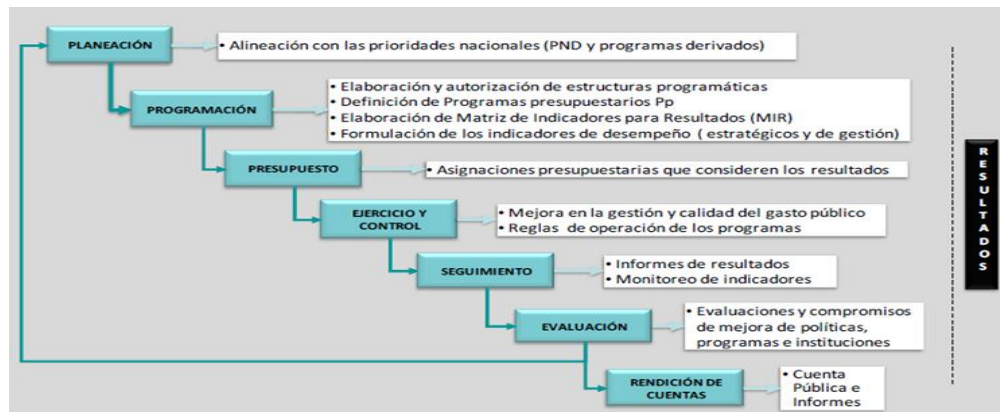 PLANEACIÓN
• Alineación con las prioridades nacionales (PND y programas derivados)
PROGRAMACIÓN
• Elaboración y autorización de estructuras programáticas
• Definición de Programas presupuestarios Pp
• Elaboración de Matriz de Indicadores para Resultados (MIR)
• Formulación de los indicadores de desempeño ( estratégicos y de gestión)
PRESUPUESTO
• Asignaciones presupuestarias que consideren los resultados
EJERCICIO Y
CONTROL
• Mejora en la gestión y calidad del gasto público
• Reglas de operación de los programas
SEGUIMIENTO
• Informes de resultados
• Monitoreo de indicadores
EVALUACIÓN
• Evaluaciones y compromisos
de mejora de políticas,
programas e instituciones
RENDICIÓN DE
CUENTAS
• Cuenta
Pública e
Informes
RESULTADOS